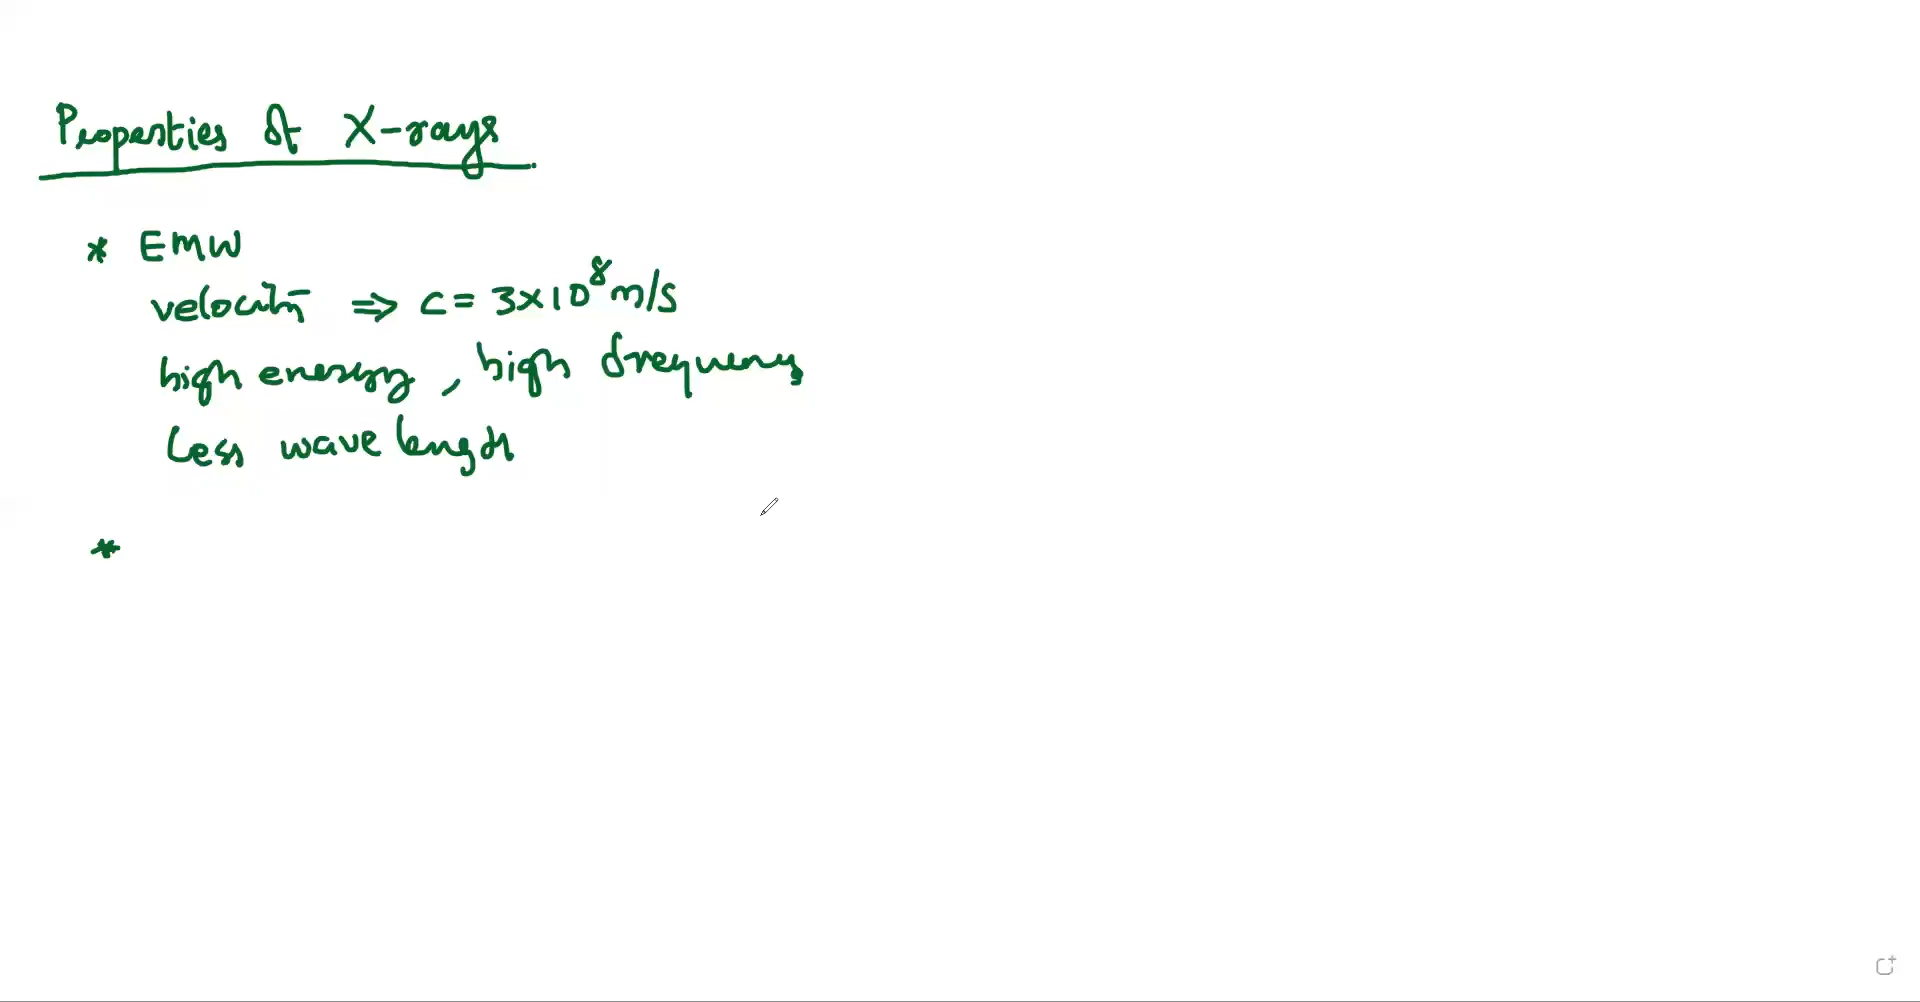 Properties of X-rays
* EMW
velocity ⇒ c = 3×10⁸ m/s
high energy, high frequency
Less wave length
*